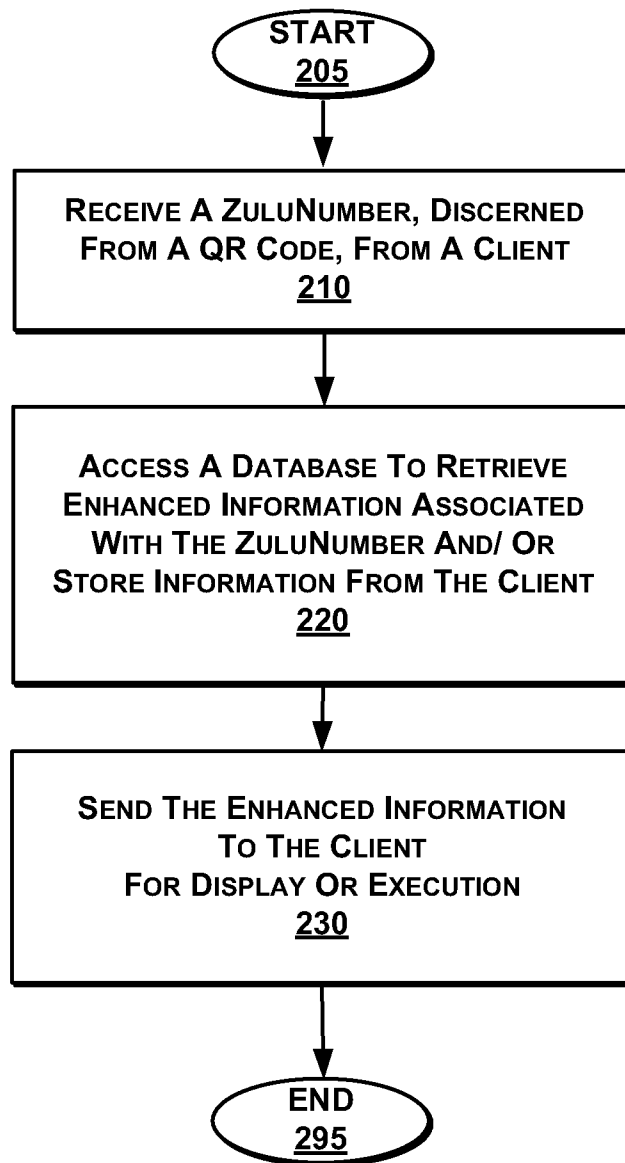 START
205
RECEIVE A ZULUNUMBER, DISCERNED
FROM A QR CODE, FROM A CLIENT
210
ACCESS A DATABASE TO RETRIEVE
ENHANCED INFORMATION ASSOCIATED
WITH THE ZULUNUMBER AND/ OR
STORE INFORMATION FROM THE CLIENT
220
SEND THE ENHANCED INFORMATION
TO THE CLIENT
FOR DISPLAY OR EXECUTION
230
END
295